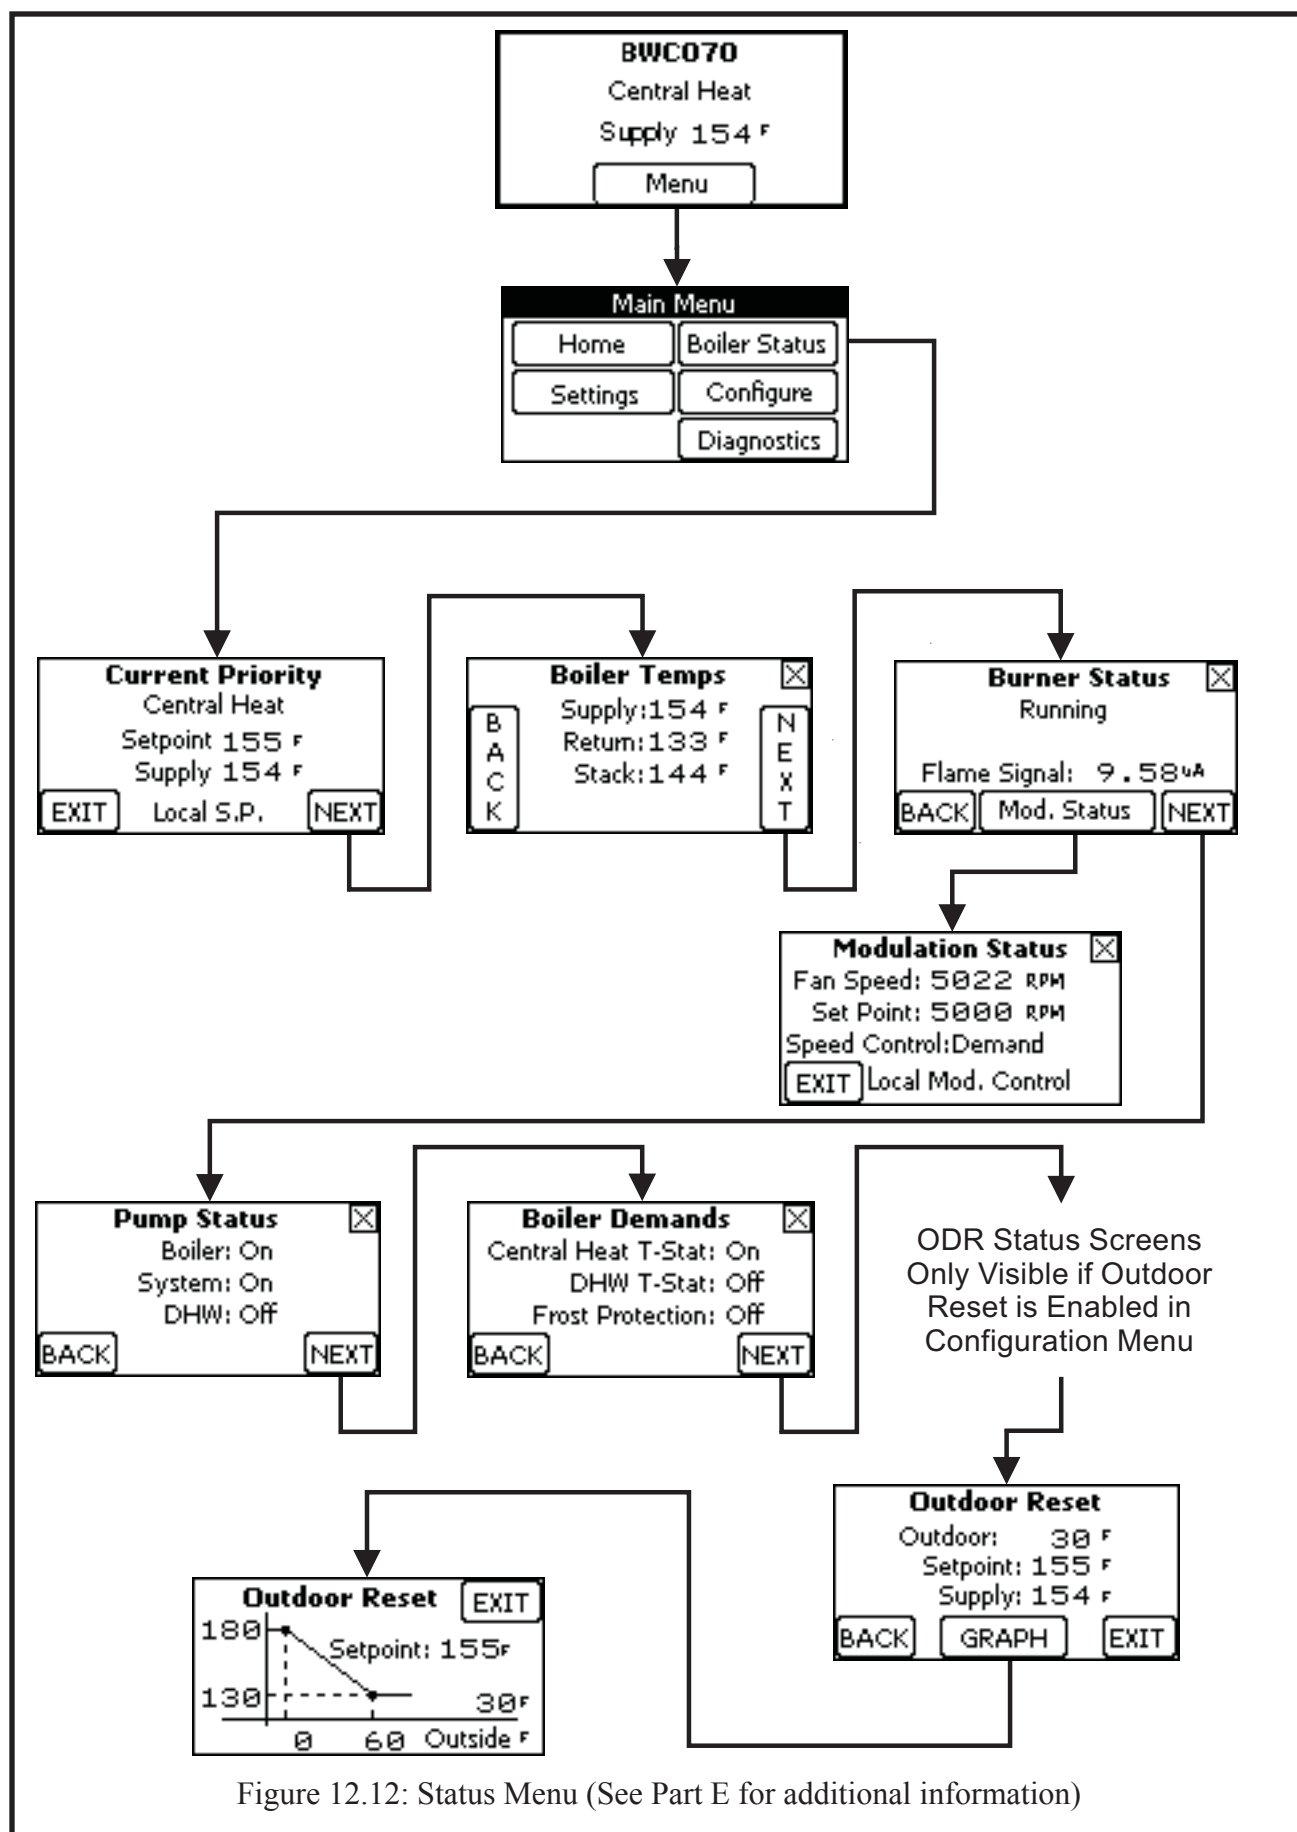 BWC070
Central Heat
Supply 154 F
Menu
Main Menu
Home
Boiler Status
Settings
Configure
Diagnostics
Current Priority
Central Heat
Setpoint 155 F
Supply 154 F
EXIT
Local S.P.
NEXT
Boiler Temps
BACK
Supply:154 F
Return:133 F
Stack:144 F
NEXT
Burner Status
Running
Flame Signal: 9.58uA
BACK
Mod. Status
NEXT
Modulation Status
Fan Speed: 5022 RPM
Set Point: 5000 RPM
Speed Control:Demand
EXIT
Local Mod. Control
Pump Status
Boiler: On
System: On
DHW: Off
BACK
NEXT
Boiler Demands
Central Heat T-Stat: On
DHW T-Stat: Off
Frost Protection: Off
BACK
NEXT
ODR Status Screens
Only Visible if Outdoor
Reset is Enabled in
Configuration Menu
Outdoor Reset
Outdoor: 30 F
Setpoint: 155 F
Supply: 154 F
BACK
GRAPH
EXIT
Outdoor Reset
EXIT
180
Setpoint: 155F
130
30F
0 60 Outside F
Figure 12.12: Status Menu (See Part E for additional information)